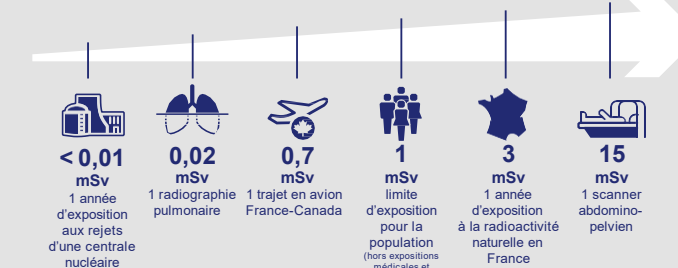 < 0,01
mSv
1 année
d'exposition
aux rejets
d'une centrale
nucléaire
0,02
mSv
1 radiographie
pulmonaire
0,7
mSv
1 trajet en avion
France-Canada
1
mSv
limite
d'exposition
pour la
population
(hors expositions
médicales et
3
mSv
1 année
d'exposition
à la radioactivité
naturelle en
France
15
mSv
1 scanner
abdomino-
pelvien